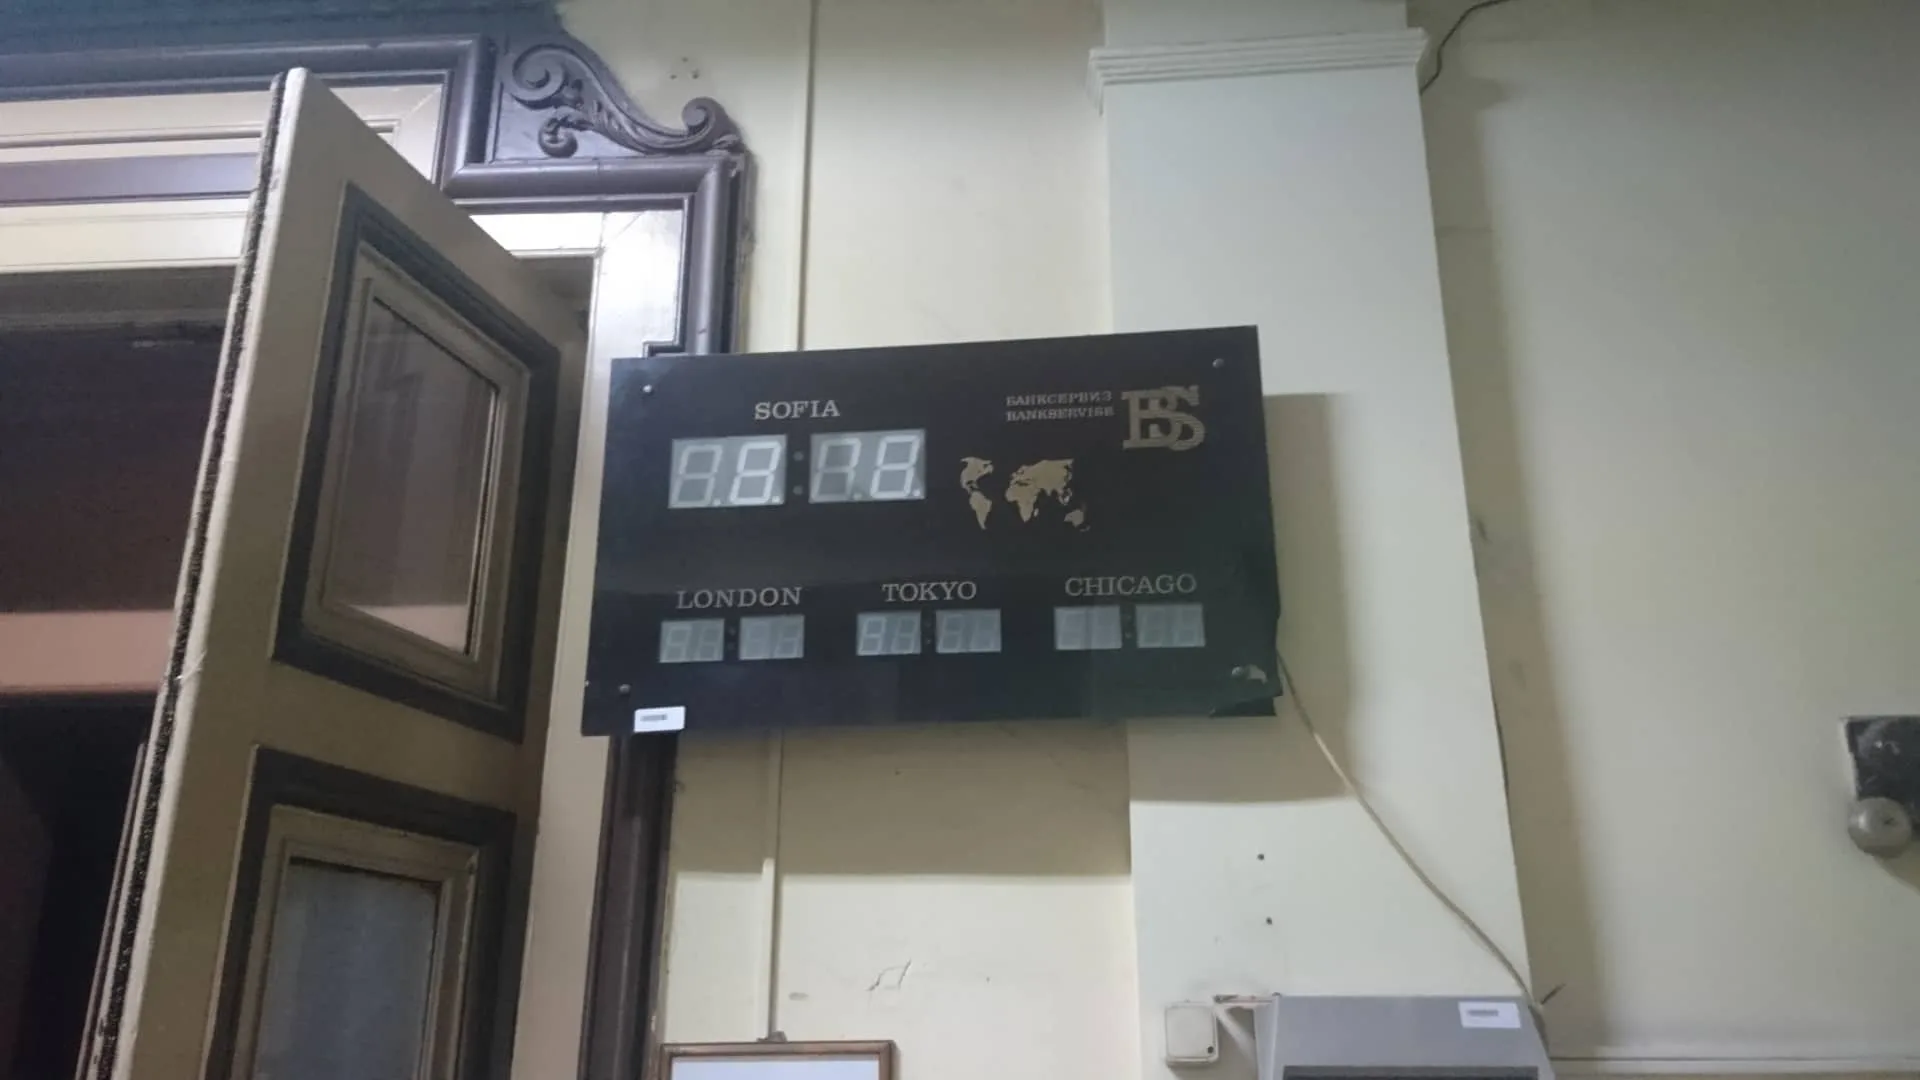 SOFIA
БАНКСЕРВИЗ
BANKSERVISE
BS
LONDON
TOKYO
CHICAGO